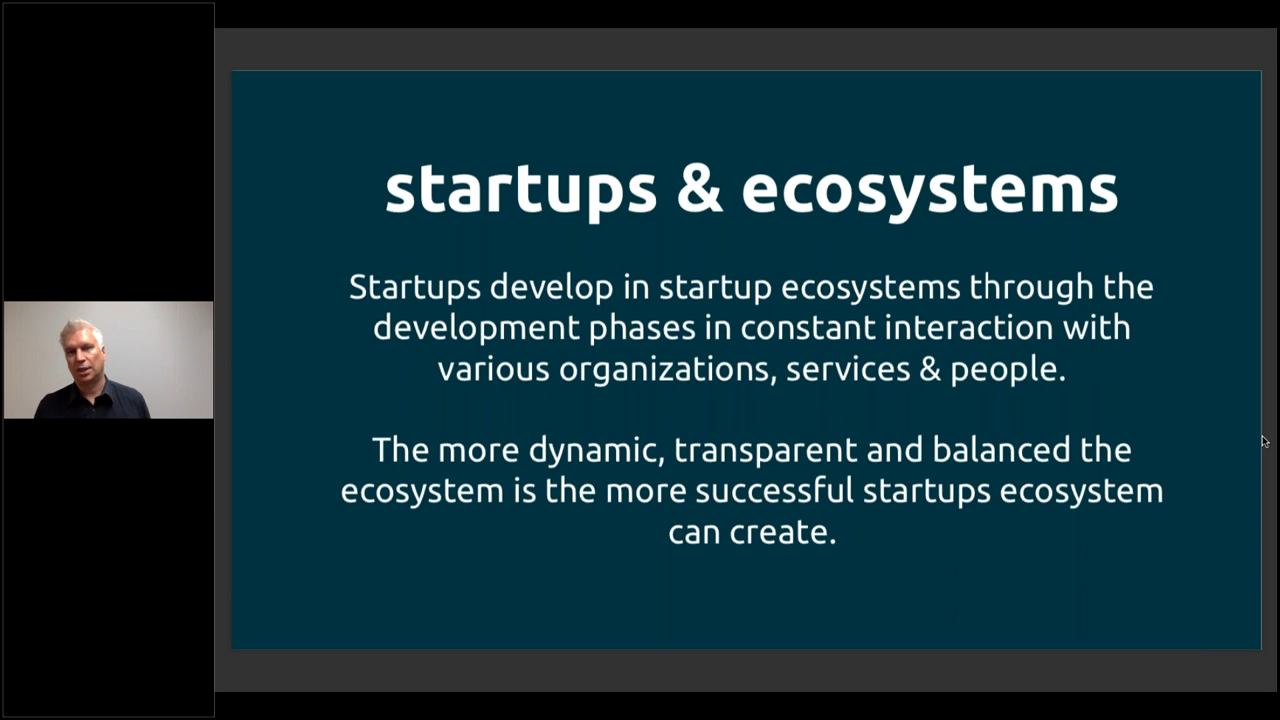 startups & ecosystems
Startups develop in startup ecosystems through the
development phases in constant interaction with
various organizations, services & people.
The more dynamic, transparent and balanced the
ecosystem is the more successful startups ecosystem
can create.